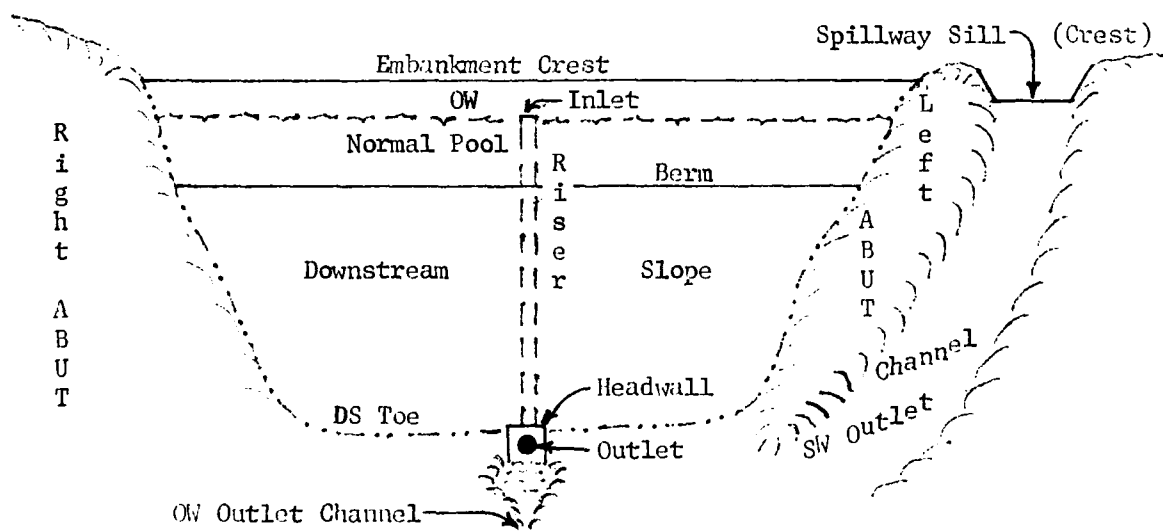 Spillway Sill (Crest)
Embankment Crest
OW Inlet
Normal Pool
Right ABUT
Riser
Berm
Left ABUT
Downstream Slope
Headwall
DS Toe
Outlet
SW Outlet Channel
OW Outlet Channel